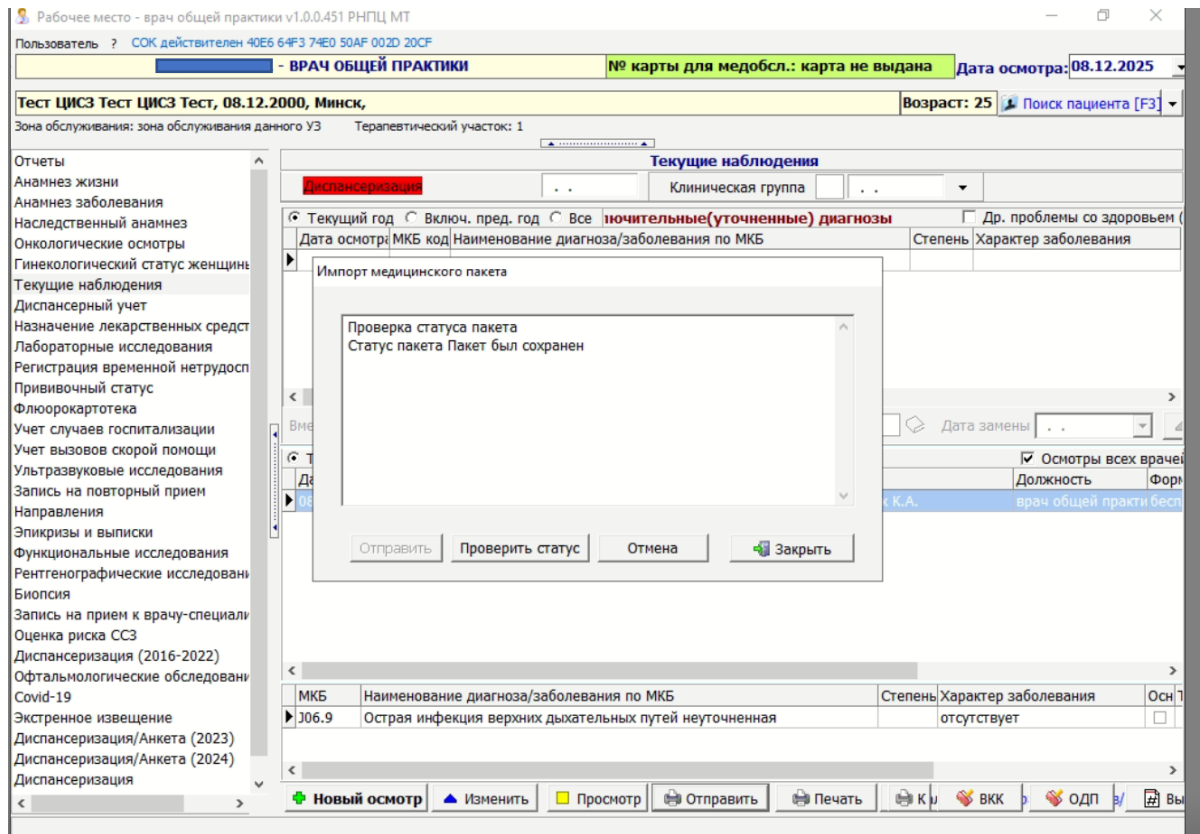 Рабочее место - врач общей практики v1.0.0.451 РНПЦ МТ
Пользователь ? СОК действителен 40E6 64F3 74E0 50AF 002D 20CF
- ВРАЧ ОБЩЕЙ ПРАКТИКИ № карты для медобсл.: карта не выдана Дата осмотра: 08.12.2025
Тест ЦИСЗ Тест ЦИСЗ Тест, 08.12.2000, Минск, Возраст: 25 Поиск пациента [F3]
Зона обслуживания: зона обслуживания данного УЗ Терапевтический участок: 1
Отчеты
Анамнез жизни
Анамнез заболевания
Наследственный анамнез
Онкологические осмотры
Гинекологический статус женщинь
Текущие наблюдения
Диспансерный учет
Назначение лекарственных средст
Лабораторные исследования
Регистрация временной нетрудосп
Прививочный статус
Флюорокартотека
Учет случаев госпитализации
Учет вызовов скорой помощи
Ультразвуковые исследования
Запись на повторный прием
Направления
Эпикризы и выписки
Функциональные исследования
Рентгенографические исследовани
Биопсия
Запись на прием к врачу-специали
Оценка риска ССЗ
Диспансеризация (2016-2022)
Офтальмологические обследовани
Covid-19
Экстренное извещение
Диспансеризация/Анкета (2023)
Диспансеризация/Анкета (2024)
Диспансеризация
Текущие наблюдения
Диспансеризация . . Клиническая группа . .
Текущий год Включ. пред. год Все лючительные(уточненные) диагнозы Др. проблемы со здоровьем (
Дата осмотра МКБ код Наименование диагноза/заболевания по МКБ Степень Характер заболевания
Импорт медицинского пакета
Проверка статуса пакета
Статус пакета Пакет был сохранен
Отправить Проверить статус Отмена Закрыть
Вме Дата замены . .
Т Осмотры всех врачей
Да Должность Форм
08 к К.А. врач общей практи бесп
МКБ Наименование диагноза/заболевания по МКБ Степень Характер заболевания Осн Т
J06.9 Острая инфекция верхних дыхательных путей неуточненная отсутствует
Новый осмотр Изменить Просмотр Отправить Печать К ВКК ОДП в/ Вы